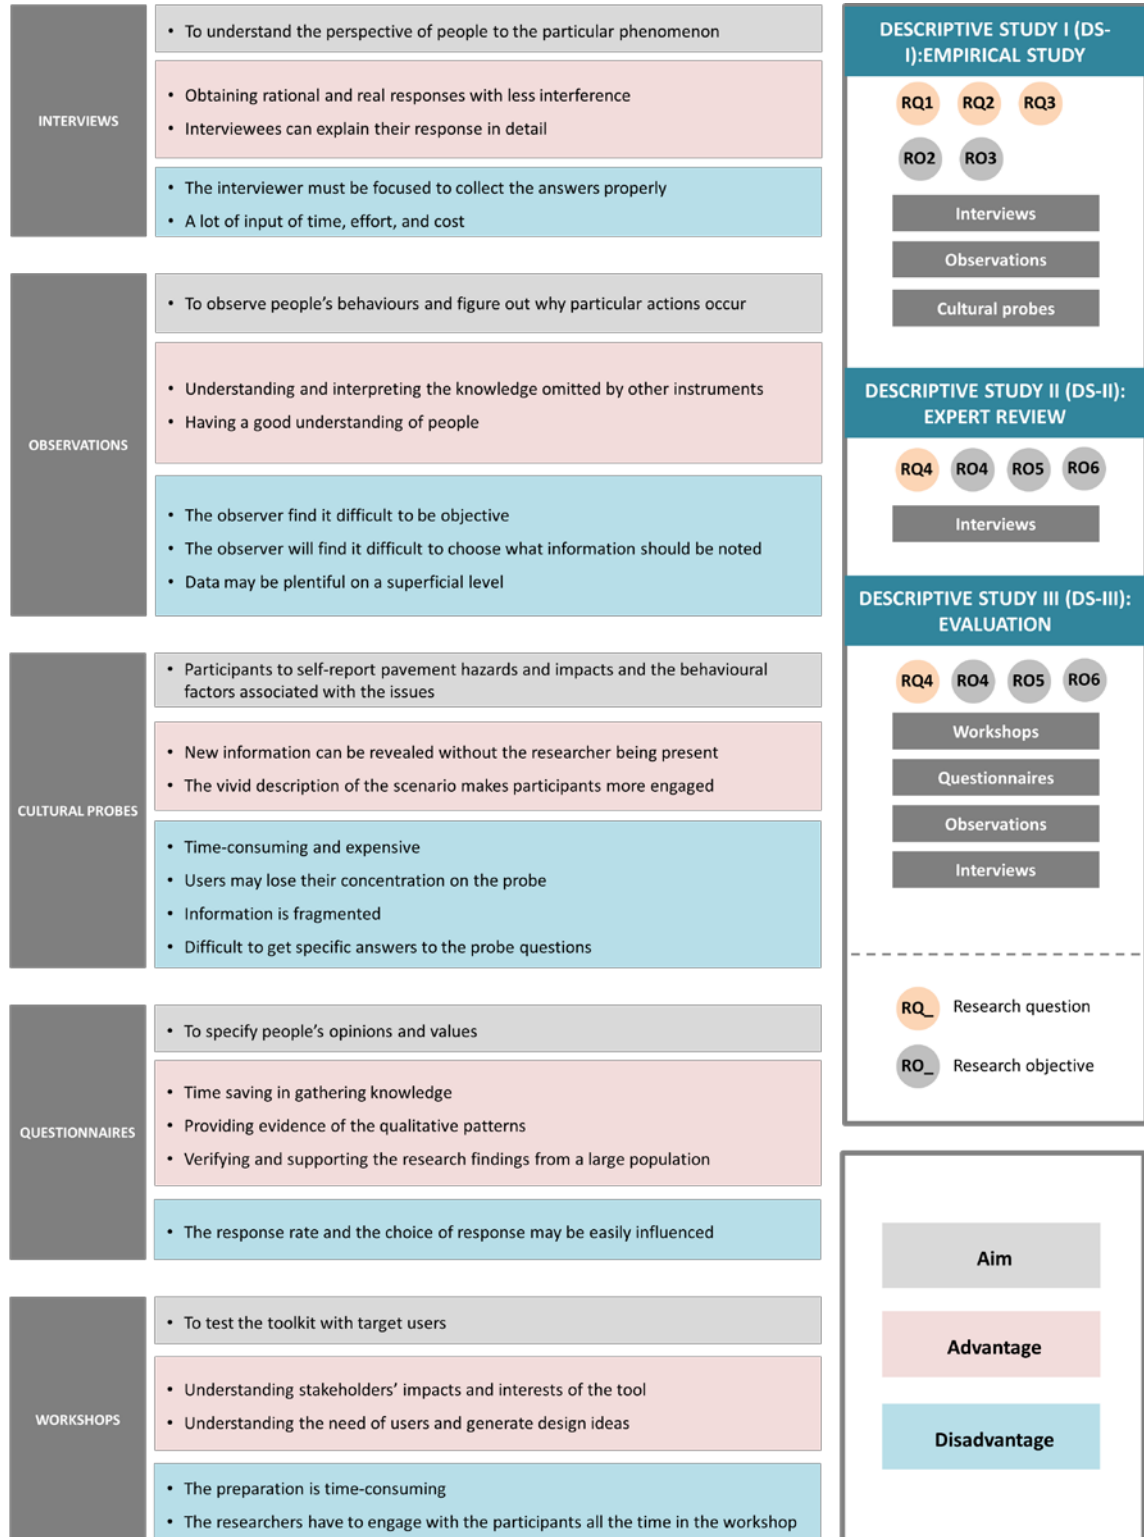 INTERVIEWS
• To understand the perspective of people to the particular phenomenon
• Obtaining rational and real responses with less interference
• Interviewees can explain their response in detail
• The interviewer must be focused to collect the answers properly
• A lot of input of time, effort, and cost
OBSERVATIONS
• To observe people's behaviours and figure out why particular actions occur
• Understanding and interpreting the knowledge omitted by other instruments
• Having a good understanding of people
• The observer find it difficult to be objective
• The observer will find it difficult to choose what information should be noted
• Data may be plentiful on a superficial level
CULTURAL PROBES
• Participants to self-report pavement hazards and impacts and the behavioural
factors associated with the issues
• New information can be revealed without the researcher being present
• The vivid description of the scenario makes participants more engaged
• Time-consuming and expensive
• Users may lose their concentration on the probe
• Information is fragmented
• Difficult to get specific answers to the probe questions
QUESTIONNAIRES
• To specify people's opinions and values
• Time saving in gathering knowledge
• Providing evidence of the qualitative patterns
• Verifying and supporting the research findings from a large population
• The response rate and the choice of response may be easily influenced
WORKSHOPS
• To test the toolkit with target users
• Understanding stakeholders' impacts and interests of the tool
• Understanding the need of users and generate design ideas
• The preparation is time-consuming
• The researchers have to engage with the participants all the time in the workshop
DESCRIPTIVE STUDY I (DS-
I):EMPIRICAL STUDY
RQ1 RQ2 RQ3
RO2 RO3
Interviews
Observations
Cultural probes
DESCRIPTIVE STUDY II (DS-II):
EXPERT REVIEW
RQ4 RO4 RO5 RO6
Interviews
DESCRIPTIVE STUDY III (DS-III):
EVALUATION
RQ4 RO4 RO5 RO6
Workshops
Questionnaires
Observations
Interviews
RQ_ Research question
RO_ Research objective
Aim
Advantage
Disadvantage